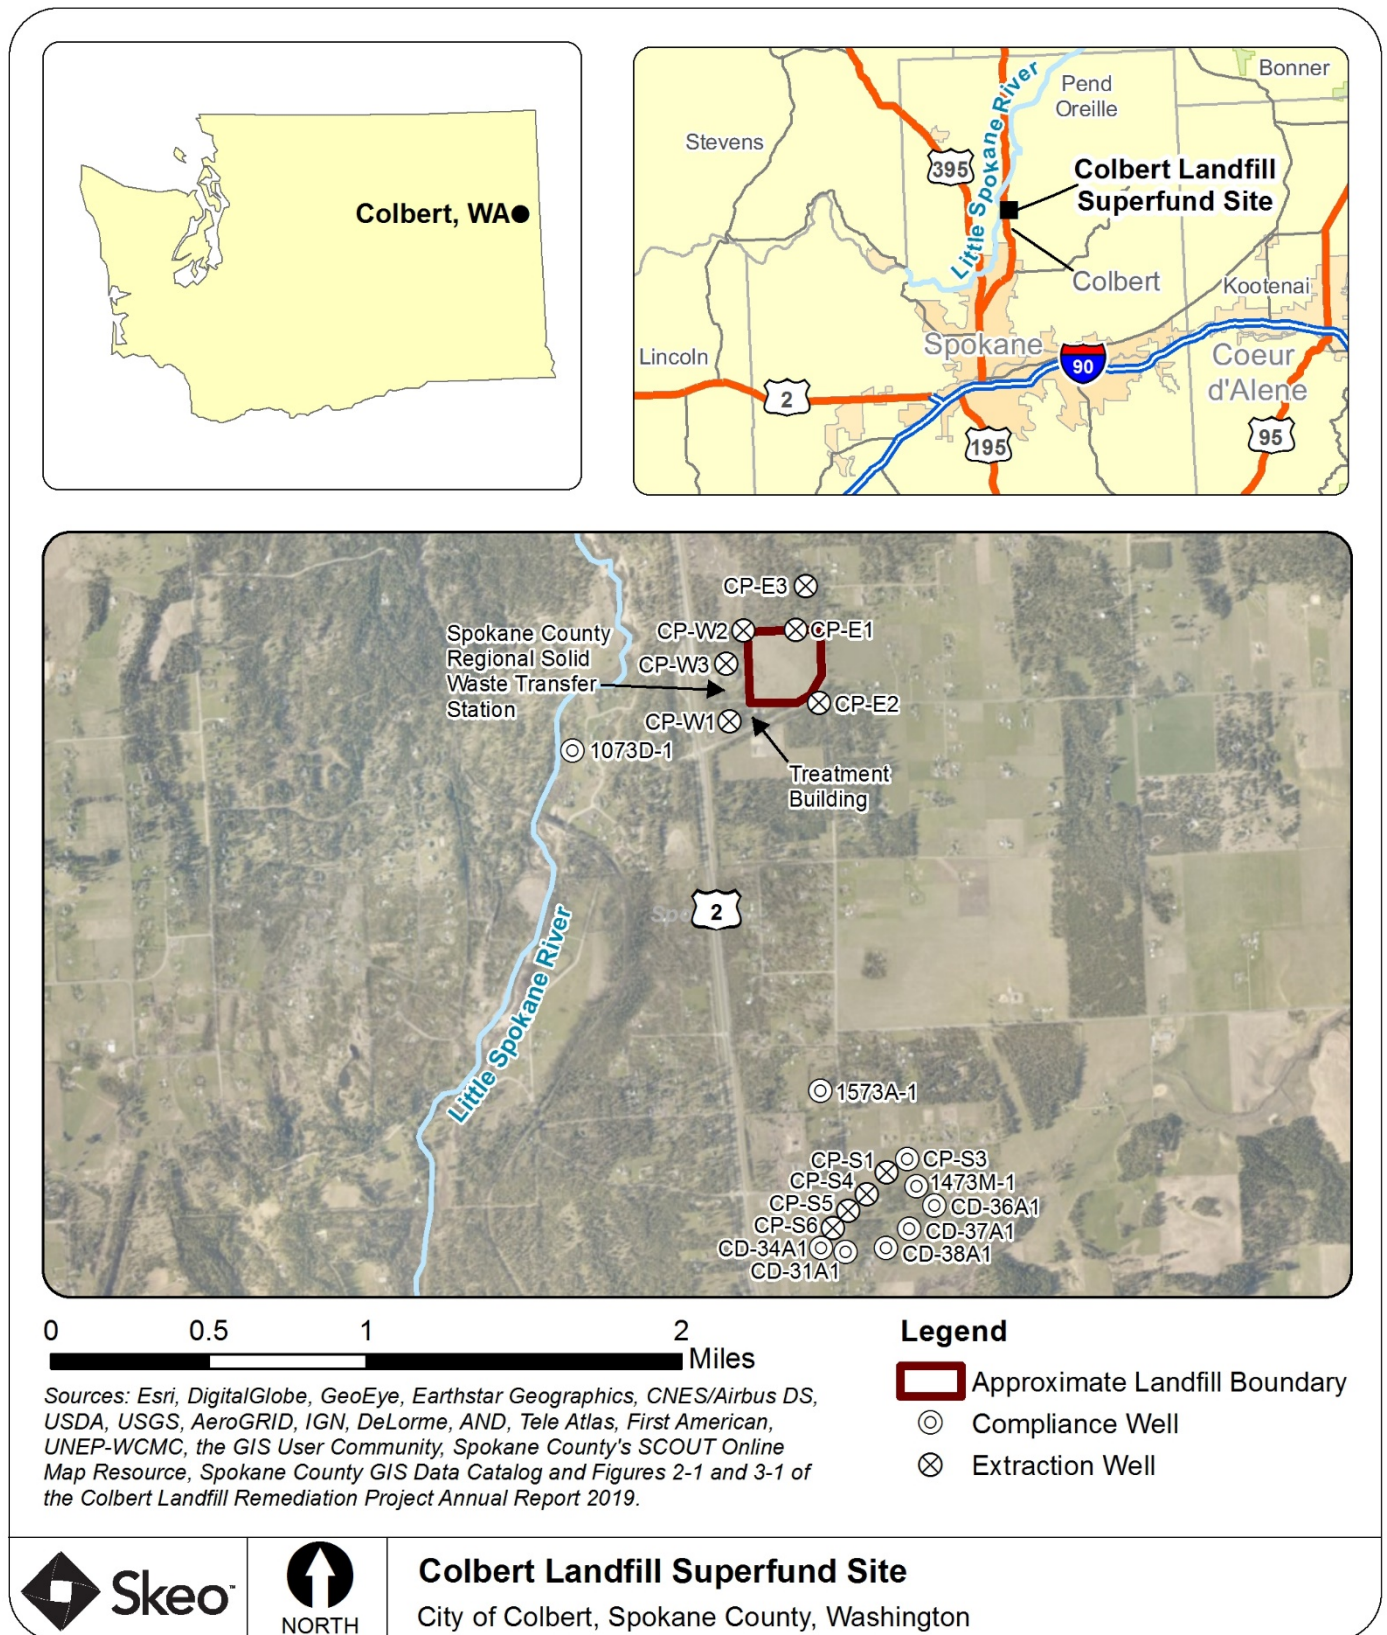 Colbert, WA
Bonner
Pend
Oreille
Stevens
395
Little Spokane River
Colbert Landfill
Superfund Site
Colbert
Kootenai
Lincoln
Spokane
90
Coeur
d'Alene
2
195
95
CP-E3
Spokane County
Regional Solid
Waste Transfer
Station
CP-W2
CP-E1
CP-W3
CP-E2
CP-W1
1073D-1
Treatment
Building
2
Little Spokane River
1573A-1
CP-S1
CP-S3
CP-S4
1473M-1
CP-S5
CD-36A1
CP-S6
CD-37A1
CD-34A1
CD-38A1
CD-31A1
0 0.5 1 2
Miles
Sources: Esri, DigitalGlobe, GeoEye, Earthstar Geographics, CNES/Airbus DS,
USDA, USGS, AeroGRID, IGN, DeLorme, AND, Tele Atlas, First American,
UNEP-WCMC, the GIS User Community, Spokane County's SCOUT Online
Map Resource, Spokane County GIS Data Catalog and Figures 2-1 and 3-1 of
the Colbert Landfill Remediation Project Annual Report 2019.
Legend
Approximate Landfill Boundary
Compliance Well
Extraction Well
Skeo™
NORTH
Colbert Landfill Superfund Site
City of Colbert, Spokane County, Washington